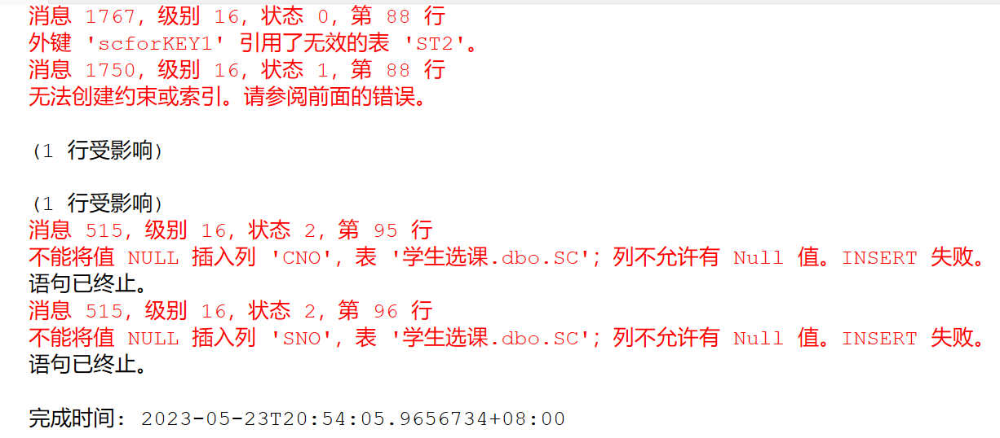 消息 1767，级别 16，状态 0，第 88 行
外键 'scforKEY1' 引用了无效的表 'ST2'。
消息 1750，级别 16，状态 1，第 88 行
无法创建约束或索引。请参阅前面的错误。
(1 行受影响)
(1 行受影响)
消息 515，级别 16，状态 2，第 95 行
不能将值 NULL 插入列 'CNO'，表 '学生选课.dbo.SC'；列不允许有 Null 值。INSERT 失败。
语句已终止。
消息 515，级别 16，状态 2，第 96 行
不能将值 NULL 插入列 'SNO'，表 '学生选课.dbo.SC'；列不允许有 Null 值。INSERT 失败。
语句已终止。
完成时间: 2023-05-23T20:54:05.9656734+08:00